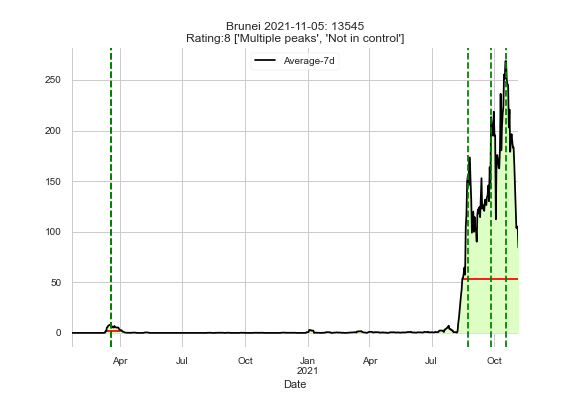 Brunei 2021-11-05: 13545
Rating:8 ['Multiple peaks', 'Not in control']
Average-7d
250
200
150
100
50
0
Apr
Jul
Oct
Jan
2021
Apr
Jul
Oct
Date